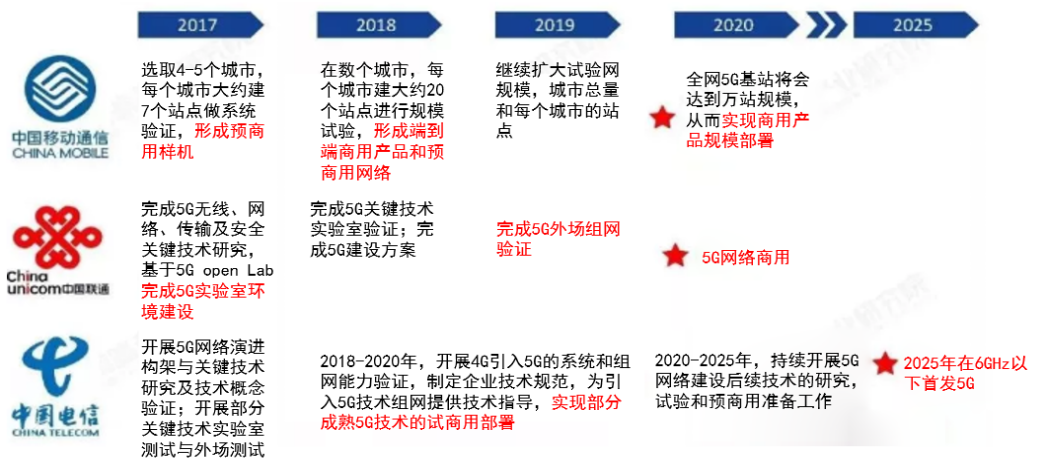 2017
2018
2019
2020
2025
中国移动通信
CHINA MOBILE
选取4-5个城市，
每个城市大约建
7个站点做系统
验证，形成预商
用样机
在数个城市，每
个城市建大约20
个站点进行规模
试验，形成端到
端商用产品和预
商用网络
继续扩大试验网
规模，城市总量
和每个城市的站
点
全网5G基站将会
达到万站规模，
从而实现商用产
品规模部署
China
unicom中国联通
完成5G无线、网
络、传输及安全
关键技术研究，
基于5G open Lab
完成5G实验室环
境建设
完成5G关键技术
实验室验证；完
成5G建设方案
完成5G外场组网
验证
5G网络商用
中国电信
CHINA TELECOM
开展5G网络演进
构架与关键技术
研究及技术概念
验证；开展部分
关键技术实验室
测试与外场测试
2018-2020年，开展4G引入5G的系统和组
网能力验证，制定企业技术规范，为引
入5G技术组网提供技术指导，实现部分
成熟5G技术的试商用部署
2020-2025年，持续开展5G
网络建设后续技术的研究，
试验和预商用准备工作
2025年在6GHz以
下首发5G